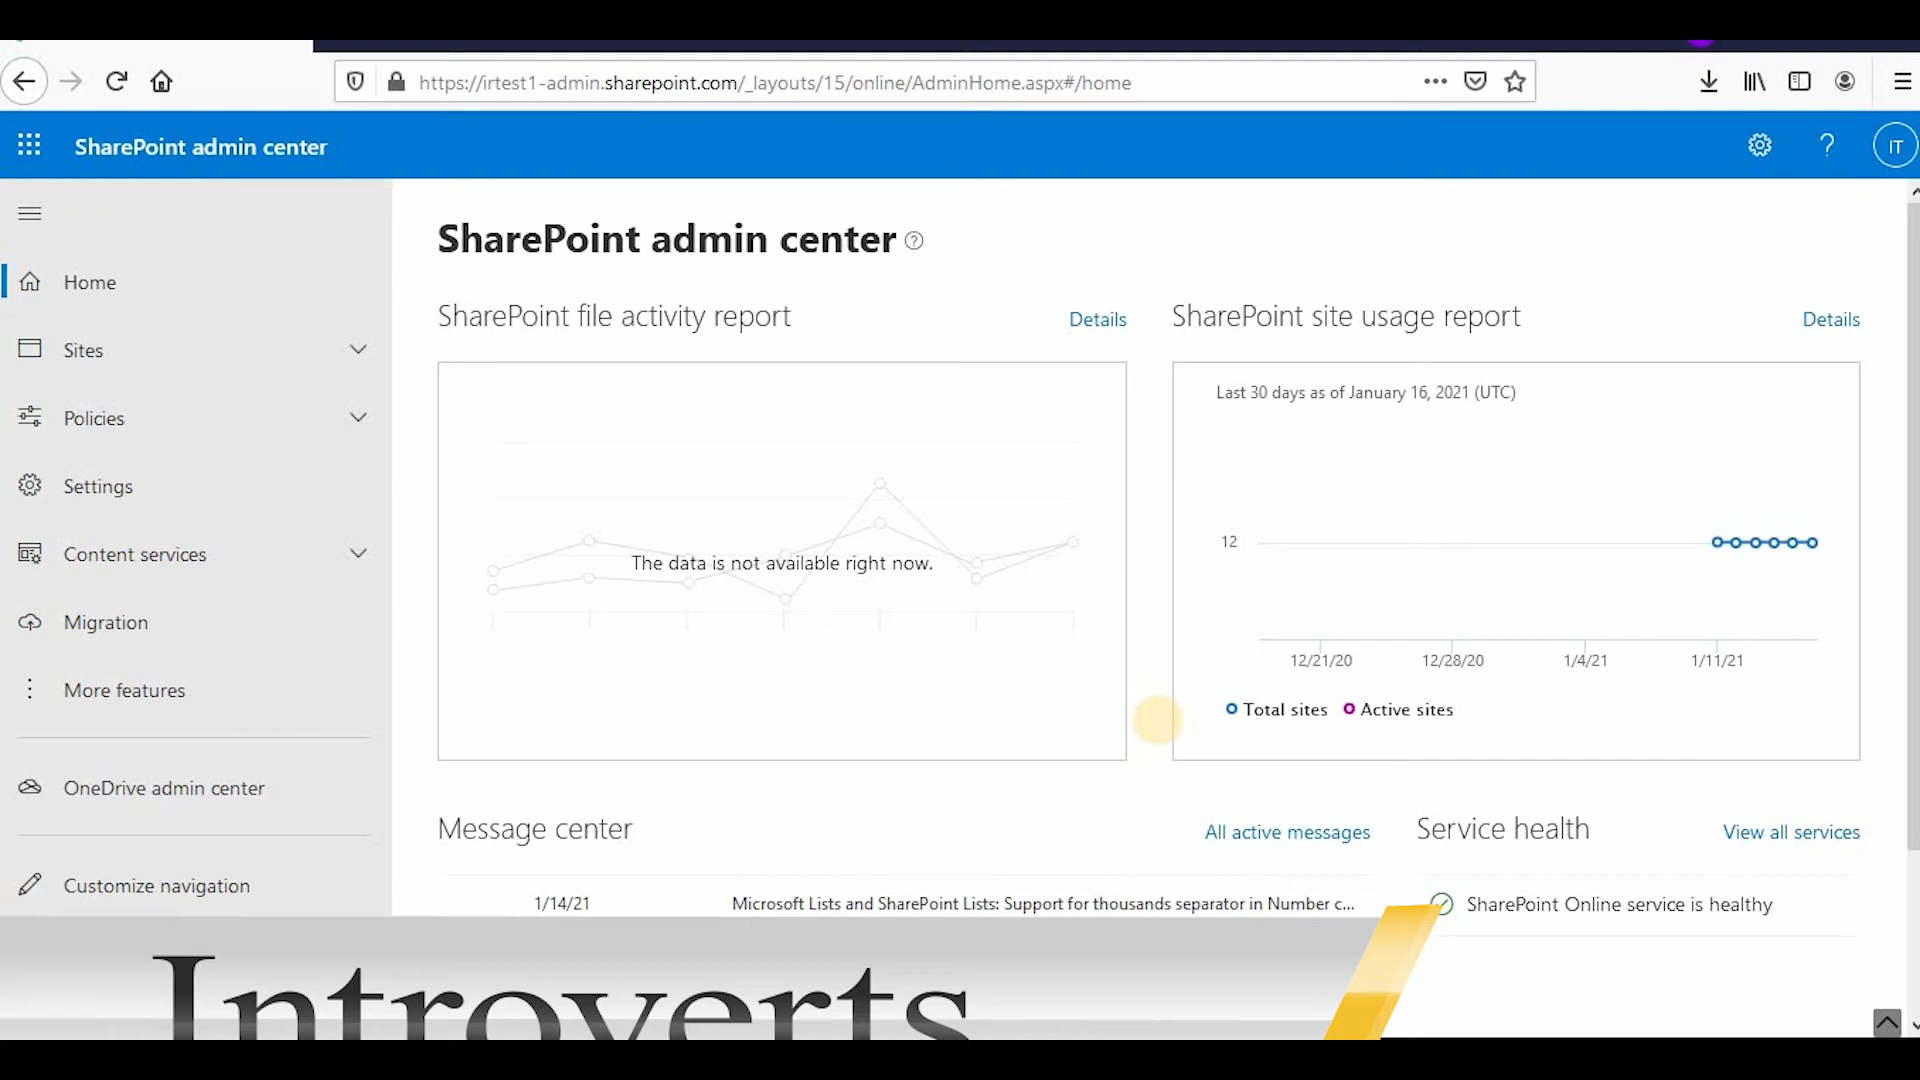 https://irtest1-admin.sharepoint.com/_layouts/15/online/AdminHome.aspx#/home
SharePoint admin center
IT
Home
Sites
Policies
Settings
Content services
Migration
More features
OneDrive admin center
Customize navigation
SharePoint admin center
SharePoint file activity report
Details
The data is not available right now.
SharePoint site usage report
Details
Last 30 days as of January 16, 2021 (UTC)
12
12/21/20 12/28/20 1/4/21 1/11/21
Total sites Active sites
Message center
All active messages
1/14/21 Microsoft Lists and SharePoint Lists: Support for thousands separator in Number c...
Service health
View all services
SharePoint Online service is healthy
Introverts